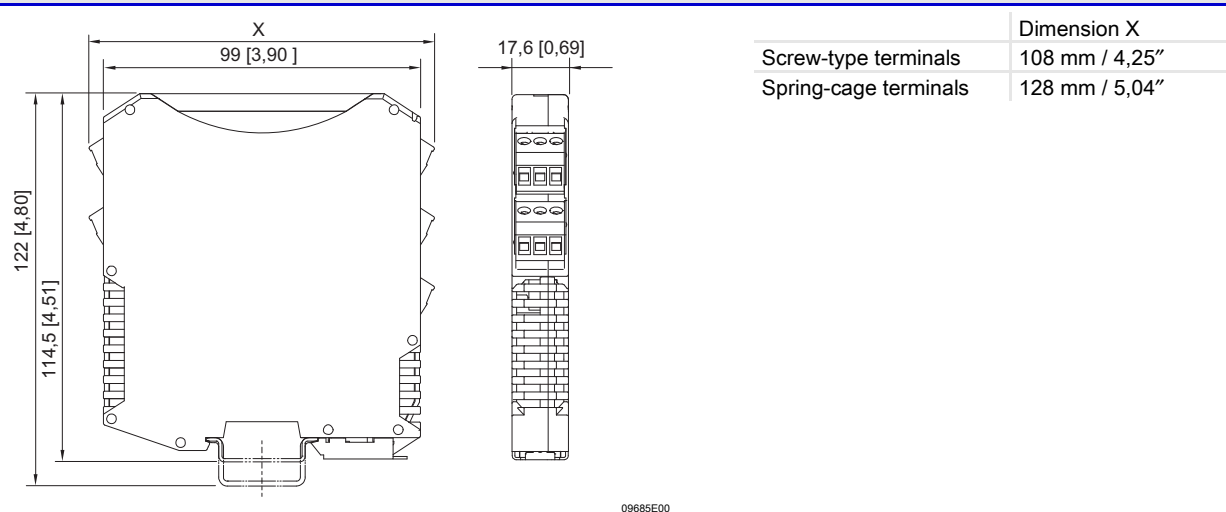 X
99 [3,90 ]
17,6 [0,69]
122 [4,80]
114,5 [4,51]
09685E00
Dimension X
Screw-type terminals 108 mm / 4,25″
Spring-cage terminals 128 mm / 5,04″